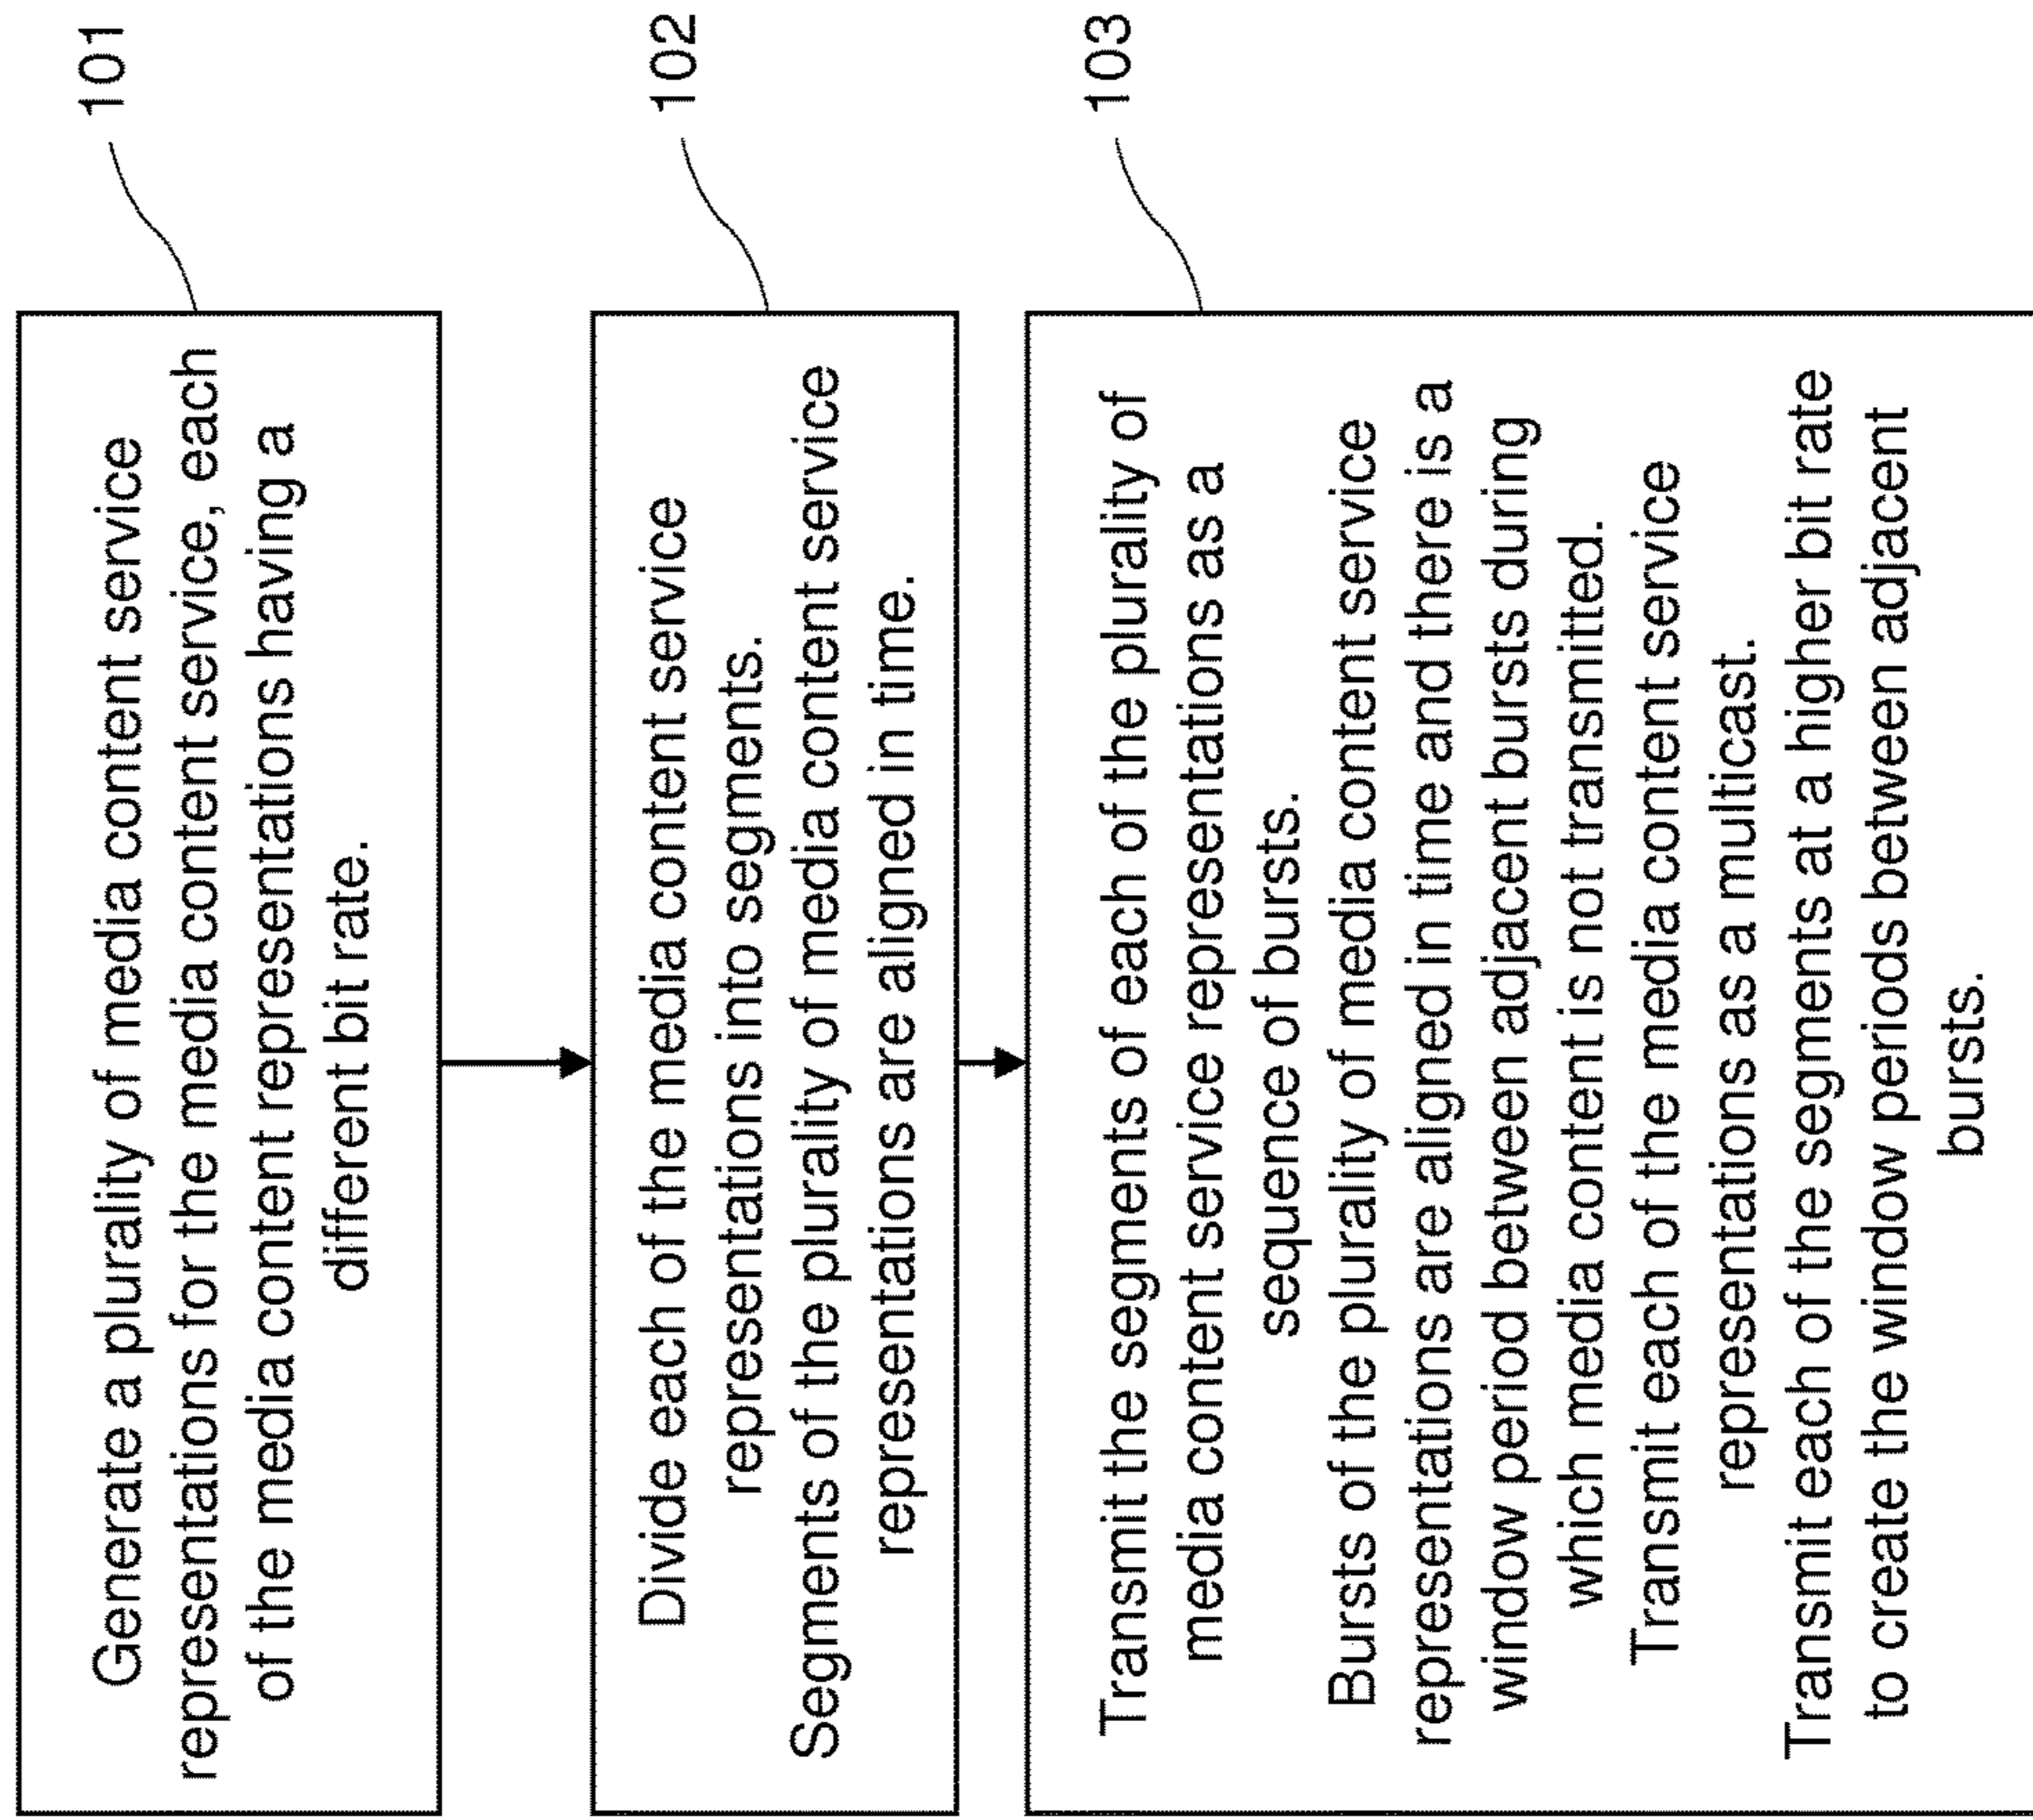 Generate a plurality of media content service
representations for the media content service, each
of the media content representations having a
different bit rate.
101
Divide each of the media content service
representations into segments.
Segments of the plurality of media content service
representations are aligned in time.
102
Transmit the segments of each of the plurality of
media content service representations as a
sequence of bursts.
Bursts of the plurality of media content service
representations are aligned in time and there is a
window period between adjacent bursts during
which media content is not transmitted.
Transmit each of the media content service
representations as a multicast.
Transmit each of the segments at a higher bit rate
to create the window periods between adjacent
bursts.
103